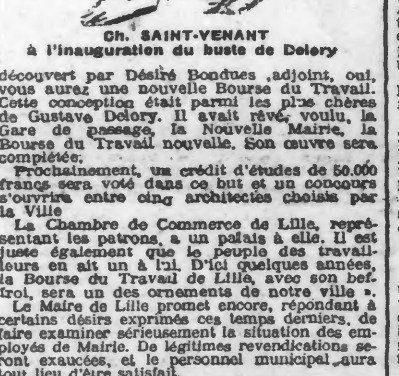 Ch. SAINT-VENANT
à l'inauguration du buste de Delory
découvert par Désiré Bondues ,adjoint, oui,
vous aurez une nouvelle Bourse du Travail.
Cette conception était parmi les plus chères
de Gustave Delory. Il avait rêvé, voulu, la
Gare de passage, la Nouvelle Mairie, la
Bourse du Travail nouvelle. Son œuvre sera
complétée.
Prochainement, un crédit d'études de 50.000
francs sera voté dans ce but et un concours
s'ouvrira entre cinq architectes choisis par
la Ville
La Chambre de Commerce de Lille, repré-
sentant les patrons, a un palais à elle. Il est
juste également que le peuple des travail-
leurs en ait un à lui. D'ici quelques années,
la Bourse du Travail de Lille, avec son bef-
froi, sera un des ornements de notre ville ».
Le Maire de Lille promet encore, répondant à
certains désirs exprimés ces temps derniers, de
faire examiner sérieusement la situation des em-
ployés de Mairie. De légitimes revendications se-
ront exaucées, et le personnel municipal aura
tout lieu d'être satisfait.